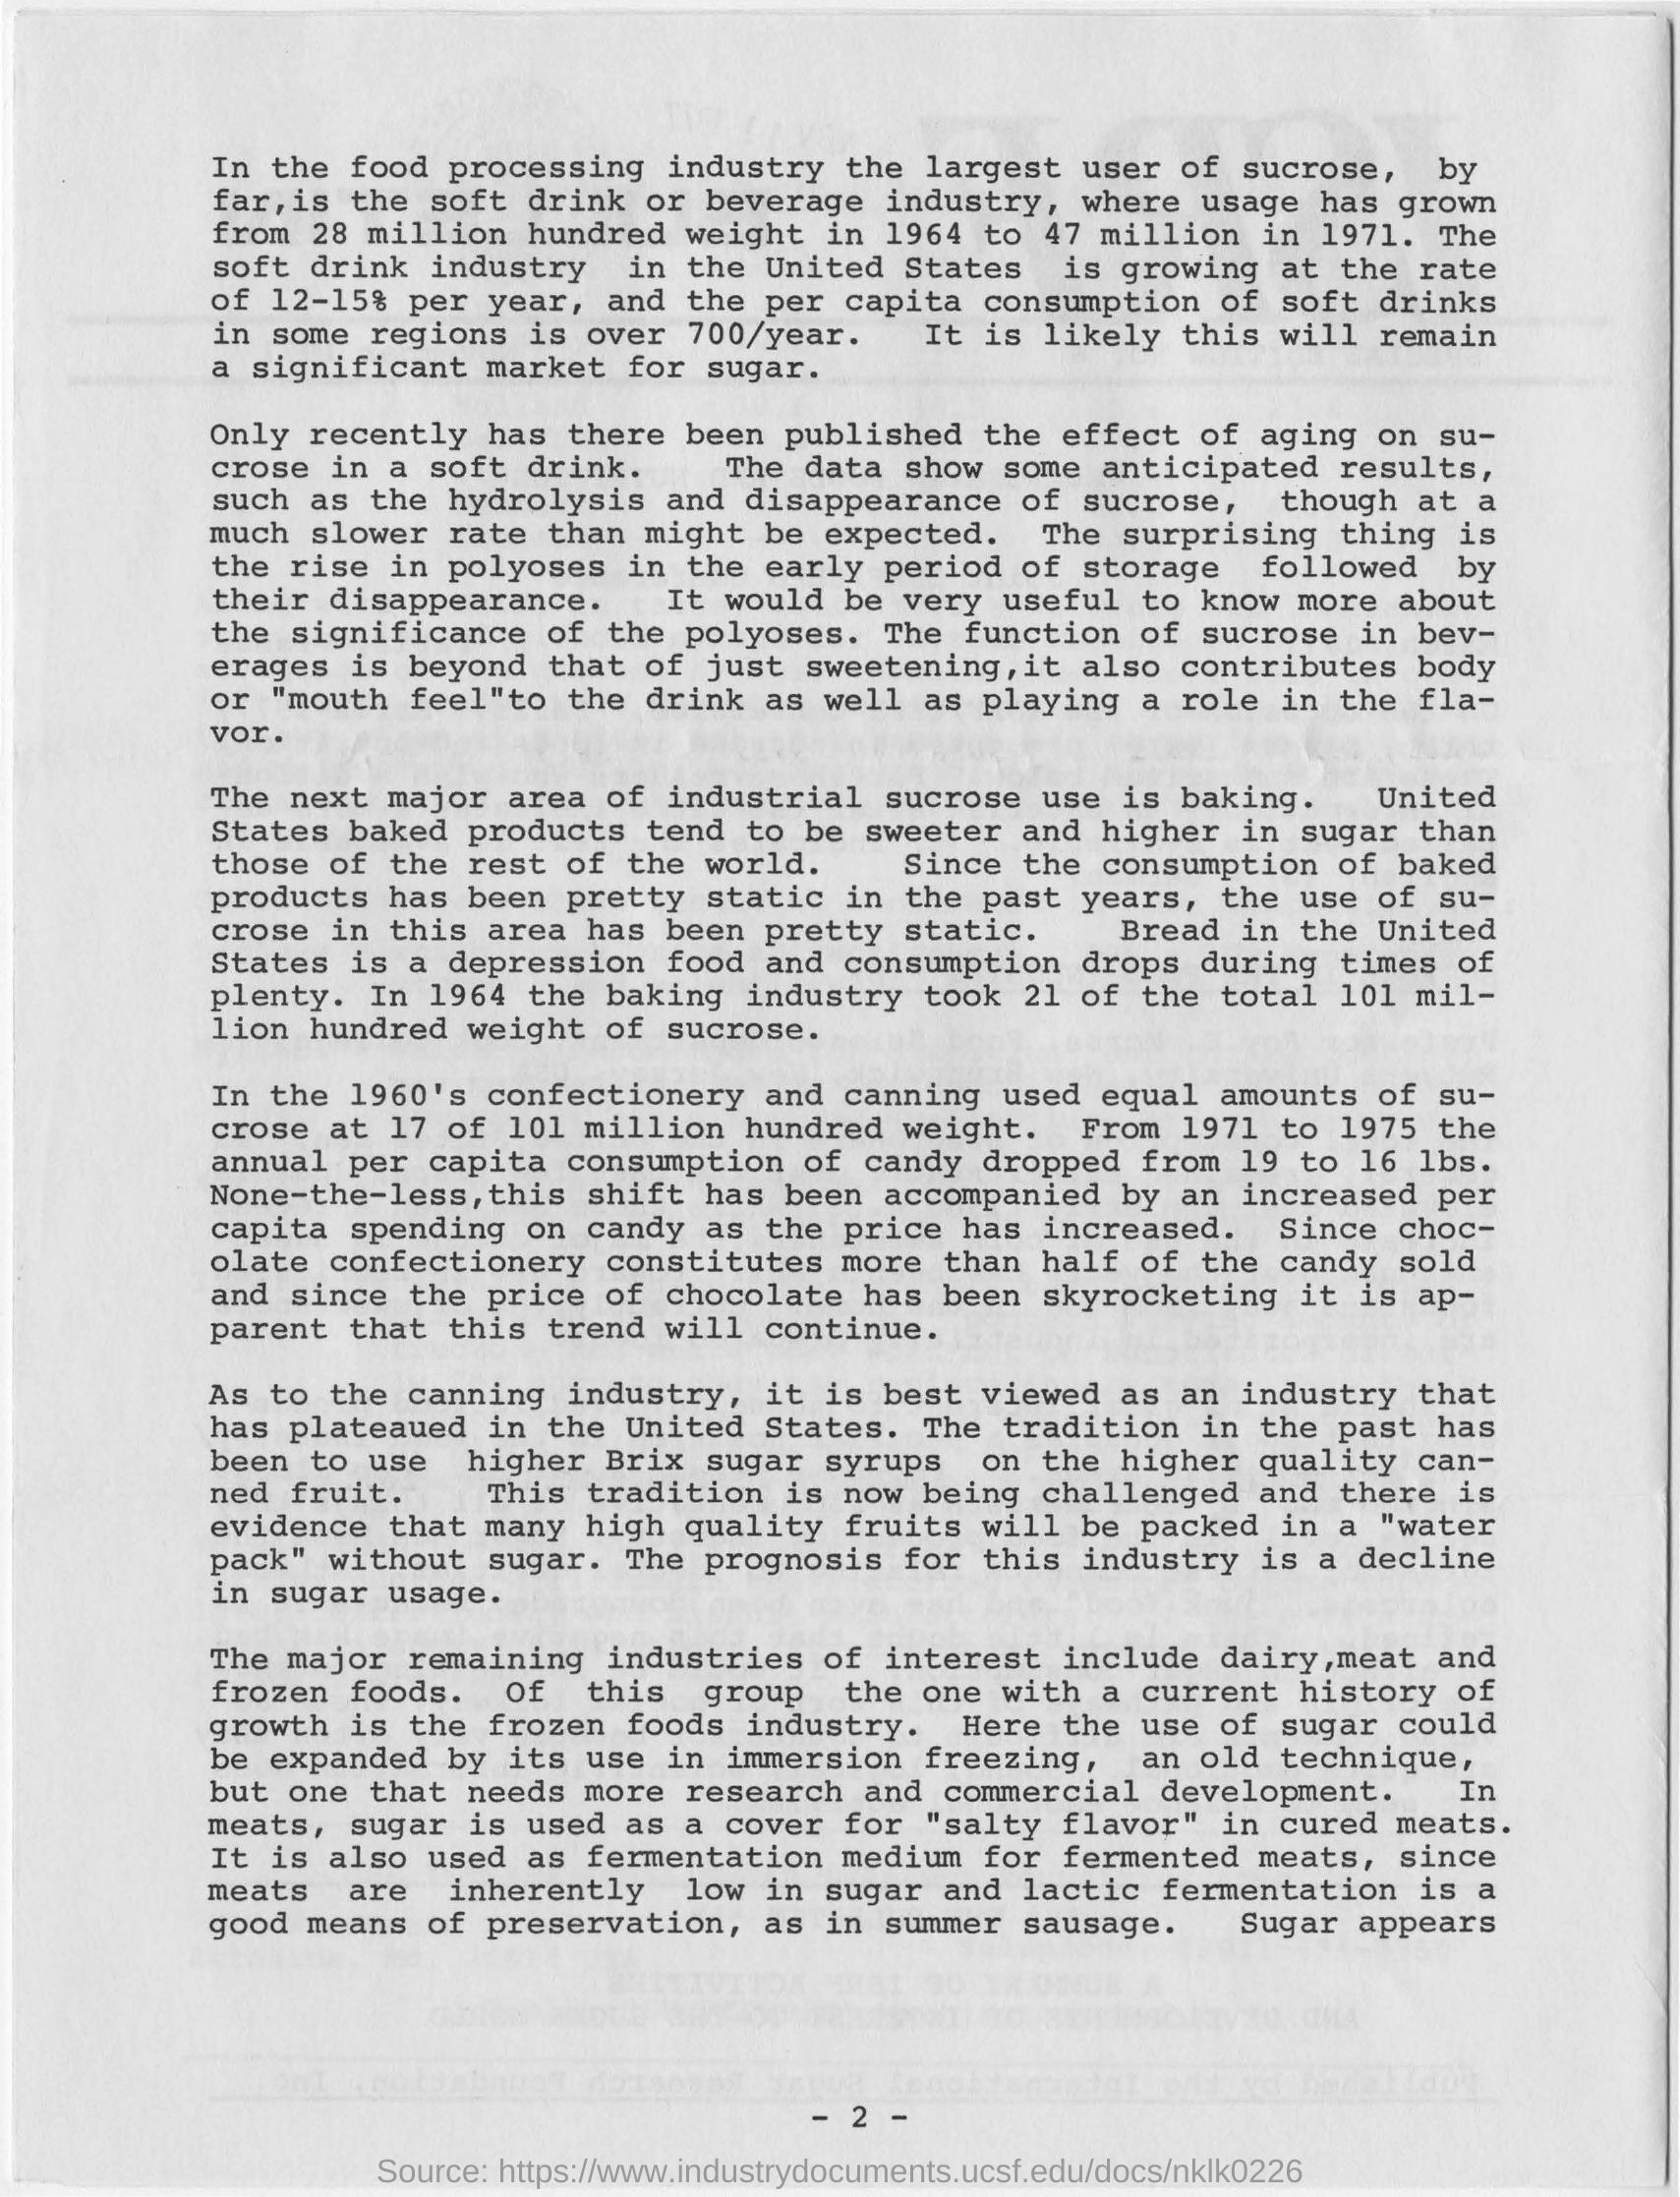 In the food processing industry the largest user of sucrose, by
far,is the soft drink or beverage industry, where usage has grown
from 28 million hundred weight in 1964 to 47 million in 1971. The
soft drink industry in the United States is growing at the rate
of 12-15% per year, and the per capita consumption of soft drinks
in some regions is over 700/year. It is likely this will remain
a significant market for sugar.
Only recently has there been published the effect of aging on su-
crose in a soft drink. The data show some anticipated results,
such as the hydrolysis and disappearance of sucrose, though at a
much slower rate than might be expected. The surprising thing is
the rise in polyoses in the early period of storage followed by
their disappearance. It would be very useful to know more about
the significance of the polyoses. The function of sucrose in bev-
erages is beyond that of just sweetening,it also contributes body
or "mouth feel"to the drink as well as playing a role in the fla-
vor.
The next major area of industrial sucrose use is baking. United
States baked products tend to be sweeter and higher in sugar than
those of the rest of the world. Since the consumption of baked
products has been pretty static in the past years, the use of su-
crose in this area has been pretty static. Bread in the United
States is a depression food and consumption drops during times of
plenty. In 1964 the baking industry took 21 of the total 101 mil-
lion hundred weight of sucrose.
In the 1960's confectionery and canning used equal amounts of su-
crose at 17 of 101 million hundred weight. From 1971 to 1975 the
annual per capita consumption of candy dropped from 19 to 16 lbs.
None-the-less,this shift has been accompanied by an increased per
capita spending on candy as the price has increased. Since choc-
olate confectionery constitutes more than half of the candy sold
and since the price of chocolate has been skyrocketing it is ap-
parent that this trend will continue.
As to the canning industry, it is best viewed as an industry that
has plateaued in the United States. The tradition in the past has
been to use higher Brix sugar syrups on the higher quality can-
ned fruit. This tradition is now being challenged and there is
evidence that many high quality fruits will be packed in a "water
pack" without sugar. The prognosis for this industry is a decline
in sugar usage.
The major remaining industries of interest include dairy,meat and
frozen foods. Of this group the one with a current history of
growth is the frozen foods industry. Here the use of sugar could
be expanded by its use in immersion freezing, an old technique,
but one that needs more research and commercial development. In
meats, sugar is used as a cover for "salty flavor" in cured meats.
It is also used as fermentation medium for fermented meats, since
meats are inherently low in sugar and lactic fermentation is a
good means of preservation, as in summer sausage. Sugar appears
- 2 -
Source: https://www.industrydocuments.ucsf.edu/docs/nklk0226